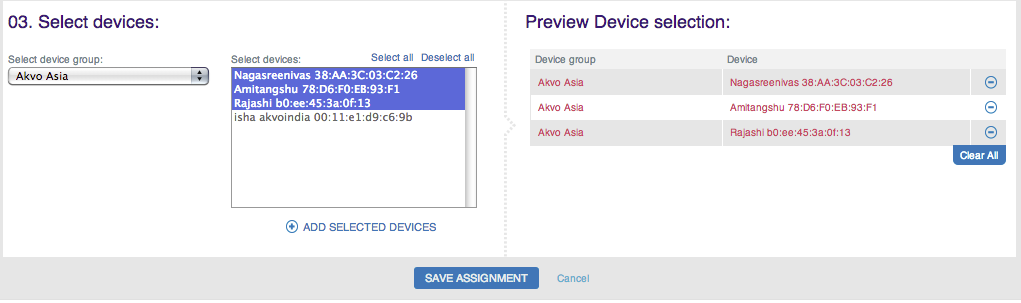 03. Select devices:
Select device group:
Akvo Asia
Select devices:
Select all Deselect all
Nagasreenivas 38:AA:3C:03:C2:26
Amitangshu 78:D6:F0:EB:93:F1
Rajashi b0:ee:45:3a:0f:13
isha akvoindia 00:11:e1:d9:c6:9b
ADD SELECTED DEVICES
Preview Device selection:
Device group Device
Akvo Asia Nagasreenivas 38:AA:3C:03:C2:26
Akvo Asia Amitangshu 78:D6:F0:EB:93:F1
Akvo Asia Rajashi b0:ee:45:3a:0f:13
Clear All
SAVE ASSIGNMENT Cancel